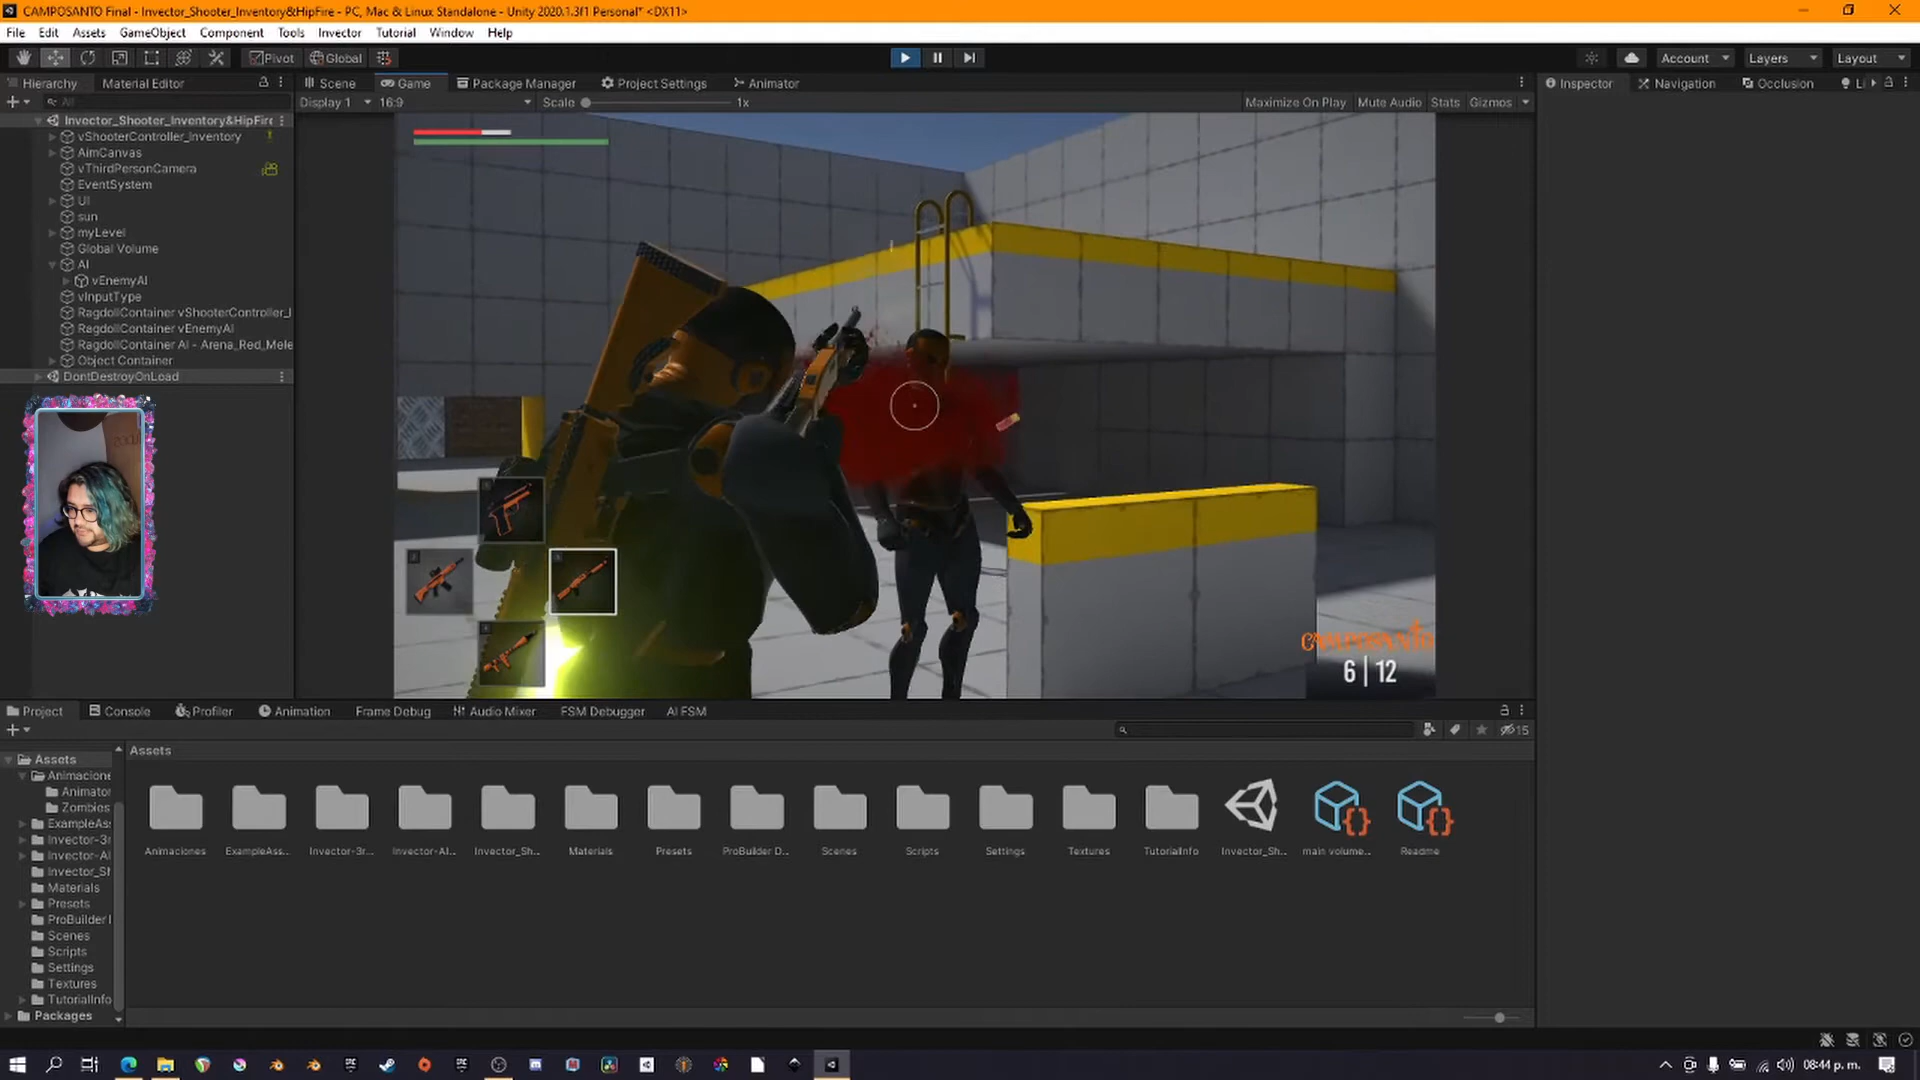 CAMPOSANTO Final - Invector_Shooter_Inventory&HipFire - PC, Mac & Linux Standalone - Unity 2020.1.3f1 Personal* <DX11>
File Edit Assets GameObject Component Tools Invector Tutorial Window Help
Pivot Global Account Layers Layout
Hierarchy Material Editor Scene Game Package Manager Project Settings Animator Inspector Navigation Occlusion Li
All Display 1 16:9 Scale 1x Maximize On Play Mute Audio Stats Gizmos
Invector_Shooter_Inventory&HipFire
vShooterController_Inventory
AimCanvas
vThirdPersonCamera
EventSystem
UI
sun
myLevel
Global Volume
AI
vEnemyAI
vInputType
RagdollContainer vShooterController_I
RagdollContainer vEnemyAI
RagdollContainer AI - Arena_Red_Mele
Object Container
DontDestroyOnLoad
CAMPOSANTO
6 | 12
Project Console Profiler Animation Frame Debug Audio Mixer FSM Debugger AI FSM
15
Assets
Assets
Animacione
Animator
Zombies
ExampleAss
Invector-3r
Invector-AI
Invector_Sh
Materials
Presets
ProBuilder
Scenes
Scripts
Settings
Textures
TutorialInfo
Packages
Animaciones ExampleAss... Invector-3r... Invector-AI... Invector_Sh... Materials Presets ProBuilder D... Scenes Scripts Settings Textures TutorialInfo Invector_Sh... main volume... Readme
08:44 p. m.